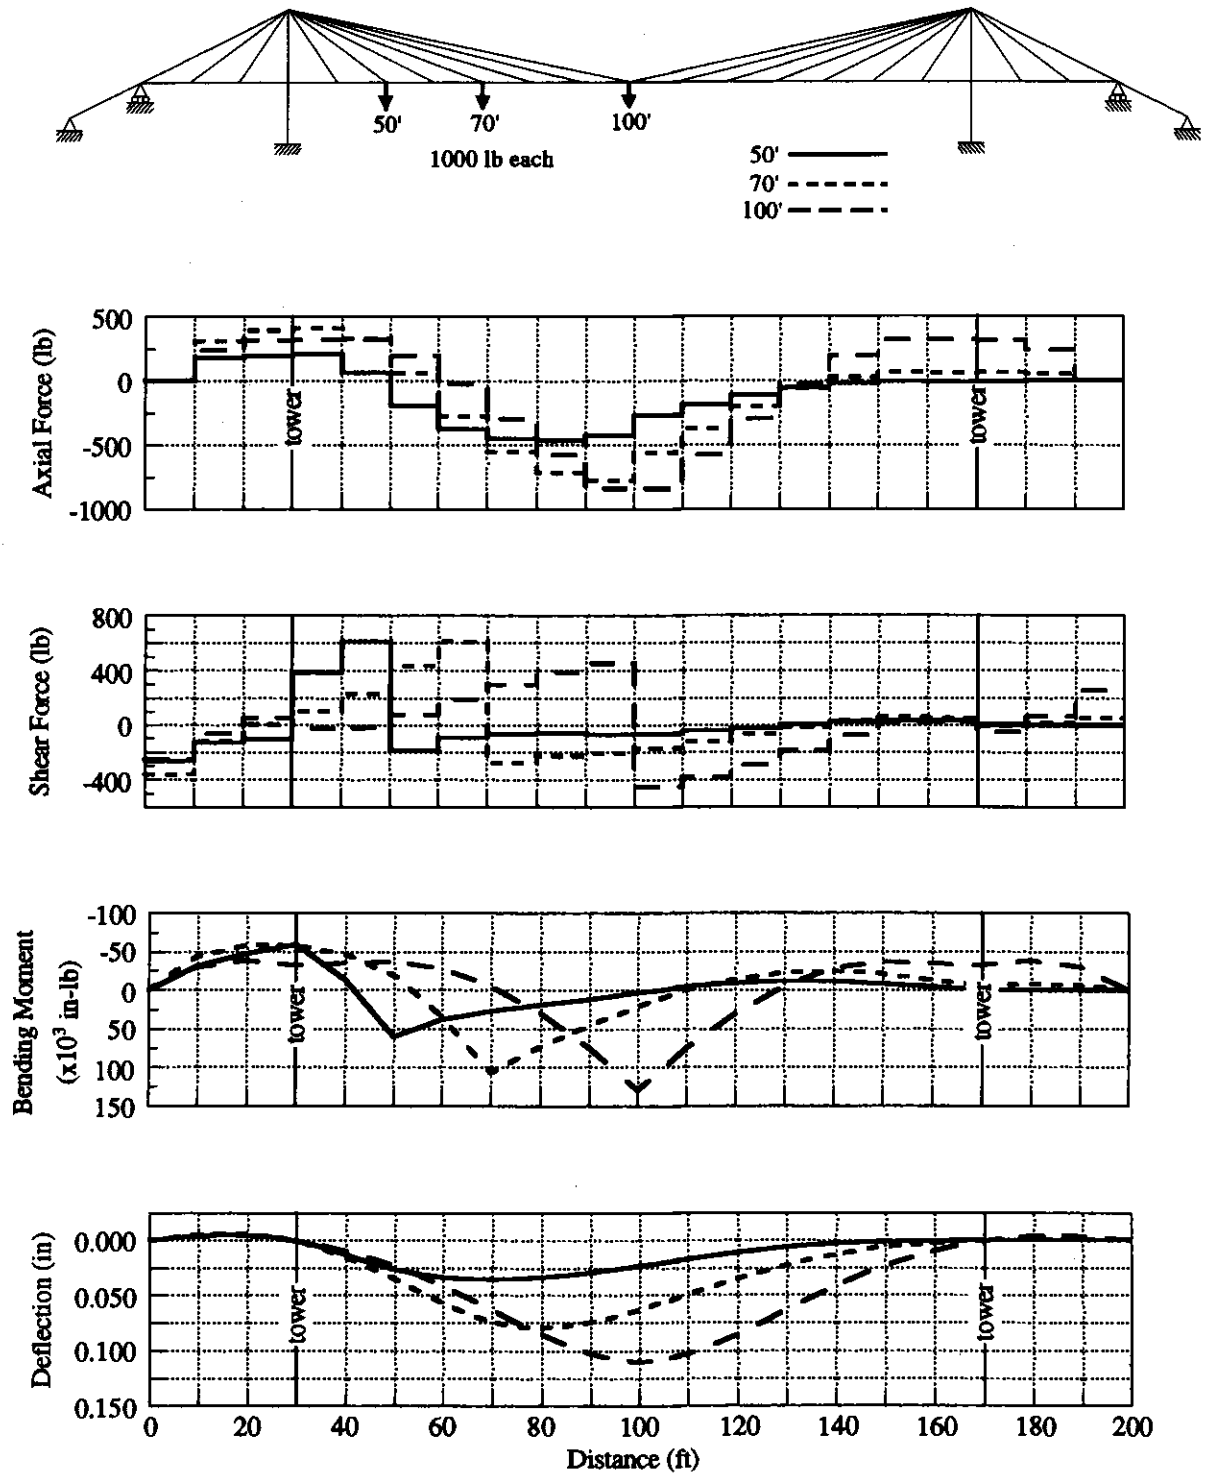 50'
70'
100'
1000 lb each
50'
70'
100'
Axial Force (lb)
500
0
-500
-1000
tower
tower
Shear Force (lb)
800
400
0
-400
Bending Moment
(x10³ in-lb)
-100
-50
0
50
100
150
tower
tower
Deflection (in)
0.000
0.050
0.100
0.150
tower
tower
0 20 40 60 80 100 120 140 160 180 200
Distance (ft)